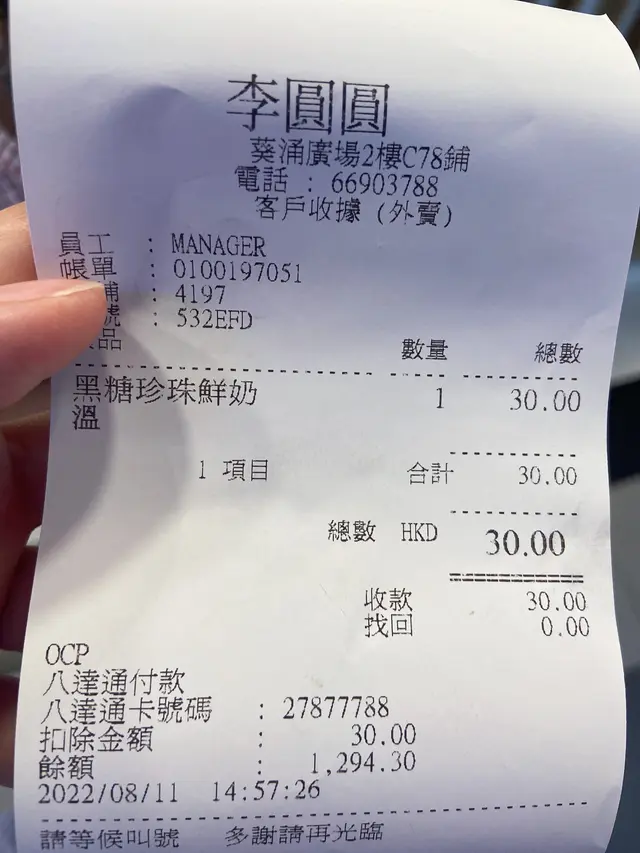 李圓圓
葵涌廣場2樓C78鋪
電話 : 66903788
客戶收據 (外賣)
員工 : MANAGER
帳單 : 0100197051
舖 : 4197
號 : 532EFD
品 數量 總數
黑糖珍珠鮮奶 1 30.00
溫
1 項目 合計 30.00
總數 HKD 30.00
收款 30.00
找回 0.00
OCP
八達通付款
八達通卡號碼 : 27877788
扣除金額 : 30.00
餘額 : 1,294.30
2022/08/11 14:57:26
請等候叫號 多謝請再光臨